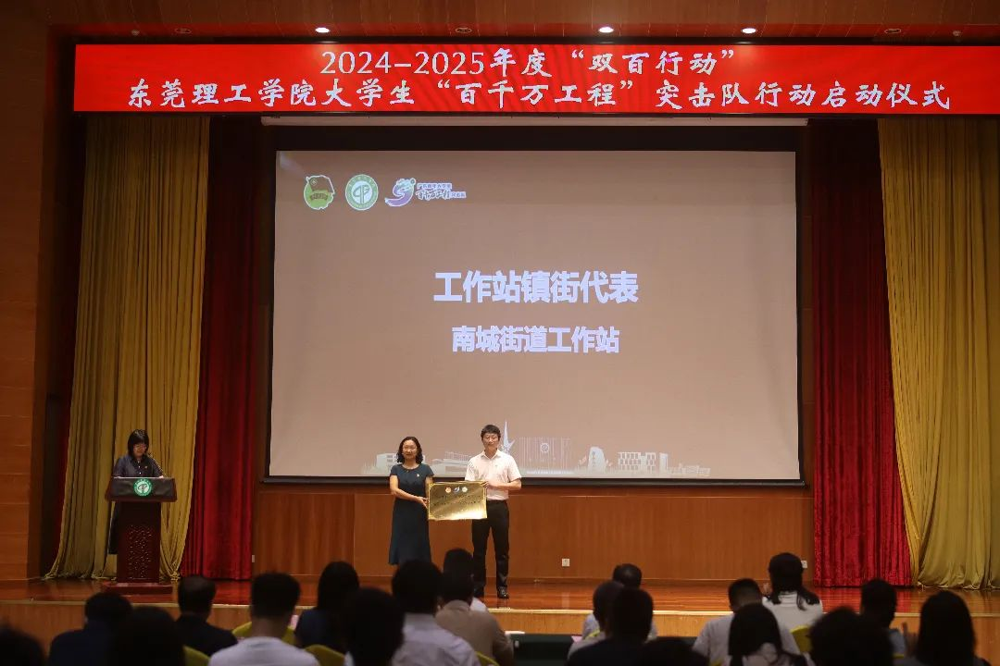 2024-2025年度“双百行动”
东莞理工学院大学生“百千万工程”突击队行动启动仪式
工作站镇街代表
南城街道工作站